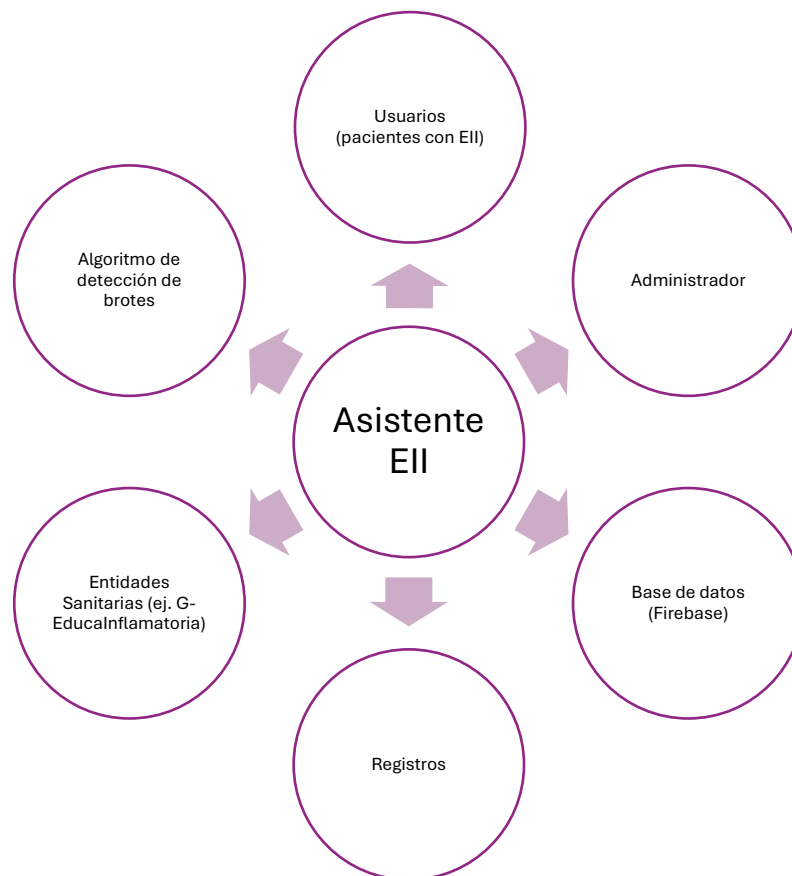 Usuarios
(pacientes con EII)
Algoritmo de
detección de
brotes
Administrador
Asistente
EII
Entidades
Sanitarias (ej. G-
EducaInflamatoria)
Base de datos
(Firebase)
Registros